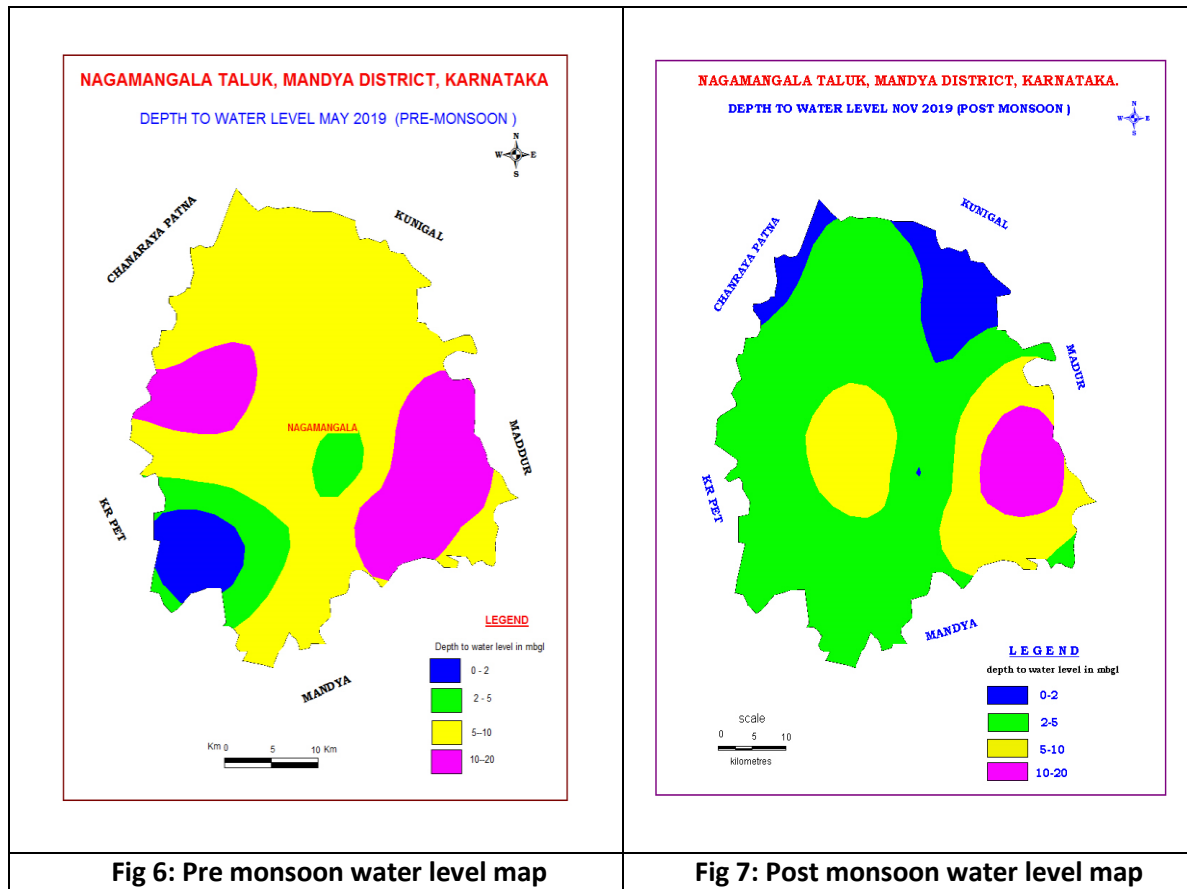 NAGAMANGALA TALUK, MANDYA DISTRICT, KARNATAKA
DEPTH TO WATER LEVEL MAY 2019 (PRE-MONSOON )
N
W E
S
CHANARAYA PATNA
KUNIGAL
NAGAMANGALA
MADDUR
KR PET
MANDYA
LEGEND
Depth to water level in mbgl
0 - 2
2 - 5
5--10
10--20
Km 0 5 10 Km
Fig 6: Pre monsoon water level map
NAGAMANGALA TALUK, MANDYA DISTRICT, KARNATAKA.
DEPTH TO WATER LEVEL NOV 2019 (POST MONSOON )
N
W E
S
CHANRAYA PATNA
KUNIGAL
MADUR
KR PET
MANDYA
L E G E N D
depth to water level in mbgl
0-2
2-5
5-10
10-20
scale
0 5 10
kilometres
Fig 7: Post monsoon water level map